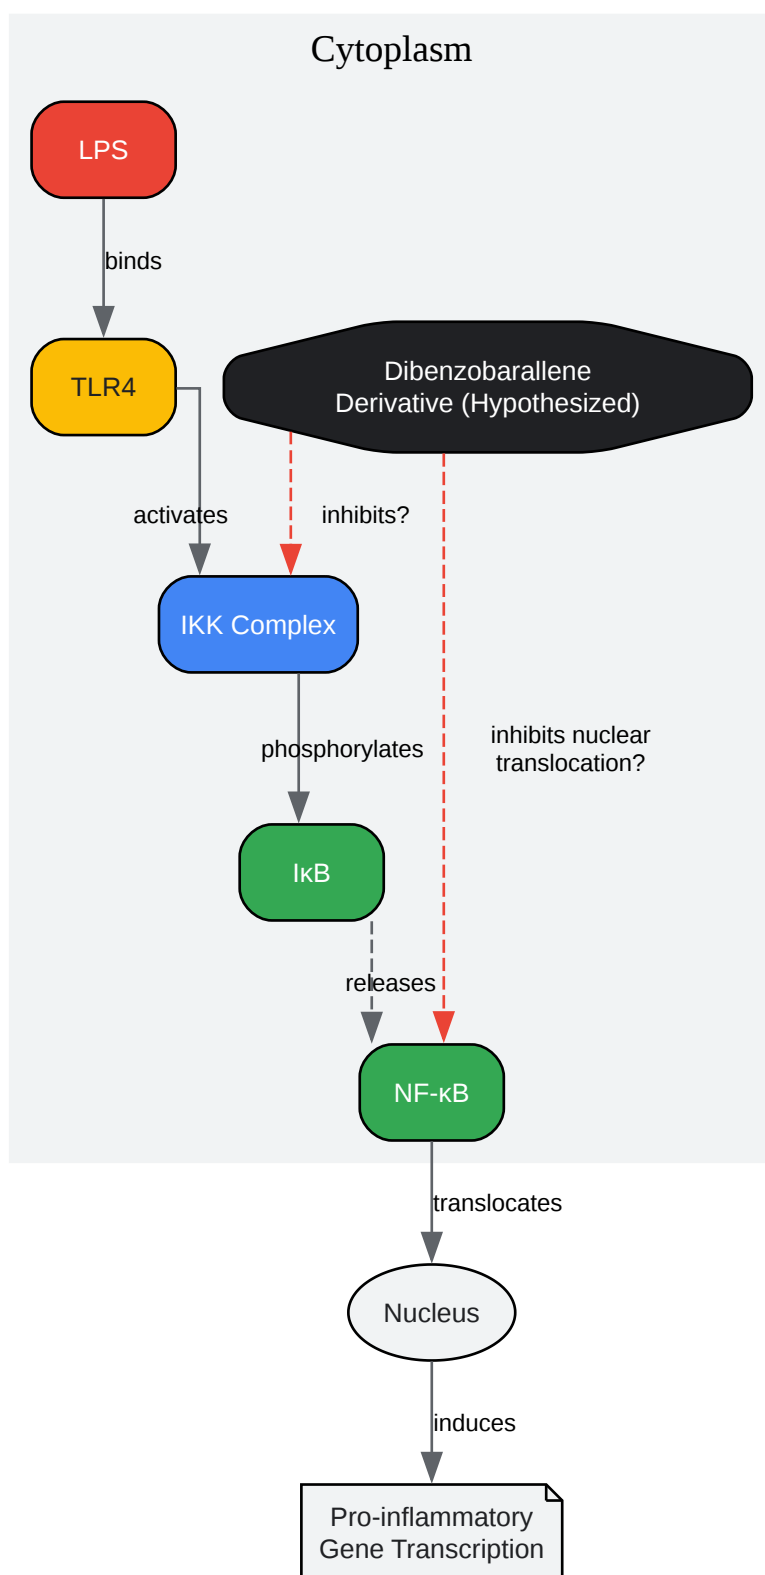 Cytoplasm
LPS
binds
TLR4
Dibenzobarallene
Derivative (Hypothesized)
activates
inhibits?
IKK Complex
phosphorylates
inhibits nuclear
translocation?
IκB
releases
NF-κB
translocates
Nucleus
induces
Pro-inflammatory
Gene Transcription